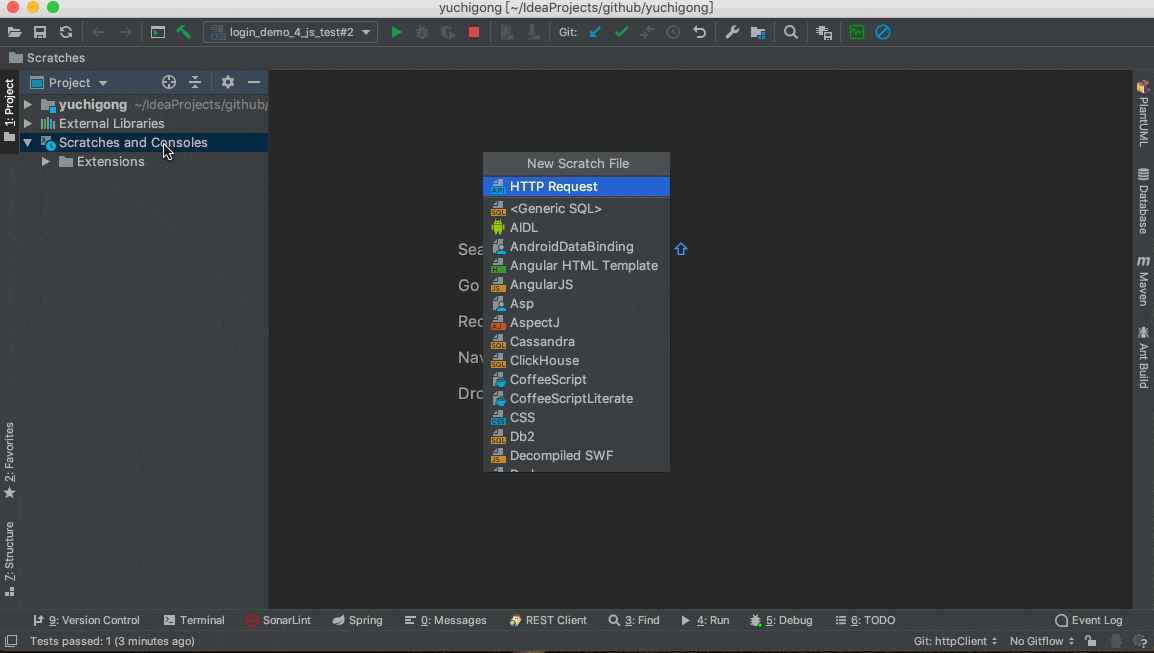 yuchigong [~/IdeaProjects/github/yuchigong]
login_demo_4_js_test#2
Git:
Scratches
Project
yuchigong ~/IdeaProjects/github/
External Libraries
Scratches and Consoles
Extensions
1: Project
2: Favorites
7: Structure
New Scratch File
HTTP Request
<Generic SQL>
AIDL
AndroidDataBinding
Angular HTML Template
AngularJS
Asp
AspectJ
Cassandra
ClickHouse
CoffeeScript
CoffeeScriptLiterate
CSS
Db2
Decompiled SWF
Sea
Go
Rec
Nav
Dro
PlantUML
Database
Maven
Ant Build
9: Version Control
Terminal
SonarLint
Spring
0: Messages
REST Client
3: Find
4: Run
5: Debug
6: TODO
Event Log
Tests passed: 1 (3 minutes ago)
Git: httpClient
No Gitflow